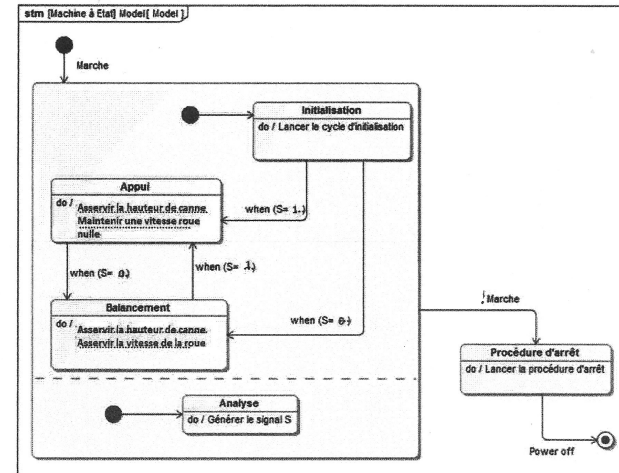 stm [Machine à Etat] Model[ Model ]
Marche
Initialisation
do / Lancer le cycle d'initialisation
Appui
do / Asservir la hauteur de canne
Maintenir une vitesse roue
nulle
when (S= 1.)
when (S= 0.)
when (S= 1.)
Balancement
do / Asservir la hauteur de canne.
Asservir la vitesse de la roue
when (S= 0.)
! Marche
Procédure d'arrêt
do / Lancer la procédure d'arrêt
Analyse
do / Générer le signal S
Power off